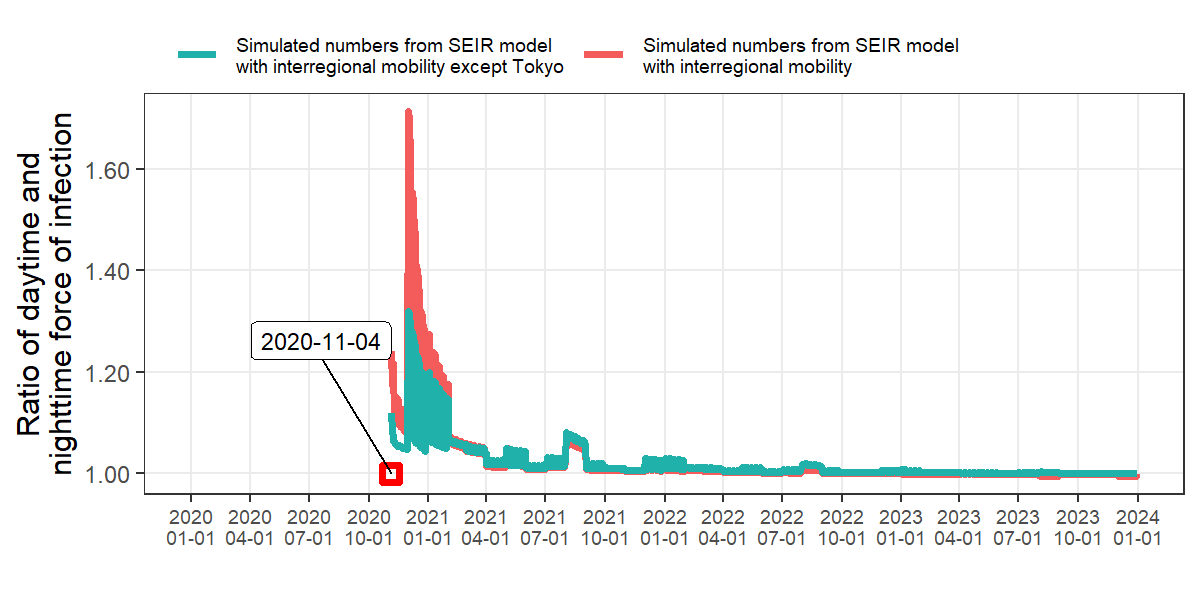 Simulated numbers from SEIR model
with interregional mobility except Tokyo
Simulated numbers from SEIR model
with interregional mobility
Ratio of daytime and
nighttime force of infection
1.60
1.40
1.20
1.00
2020-11-04
2020 2020 2020 2020 2021 2021 2021 2021 2022 2022 2022 2022 2023 2023 2023 2023 2024
01-01 04-01 07-01 10-01 01-01 04-01 07-01 10-01 01-01 04-01 07-01 10-01 01-01 04-01 07-01 10-01 01-01